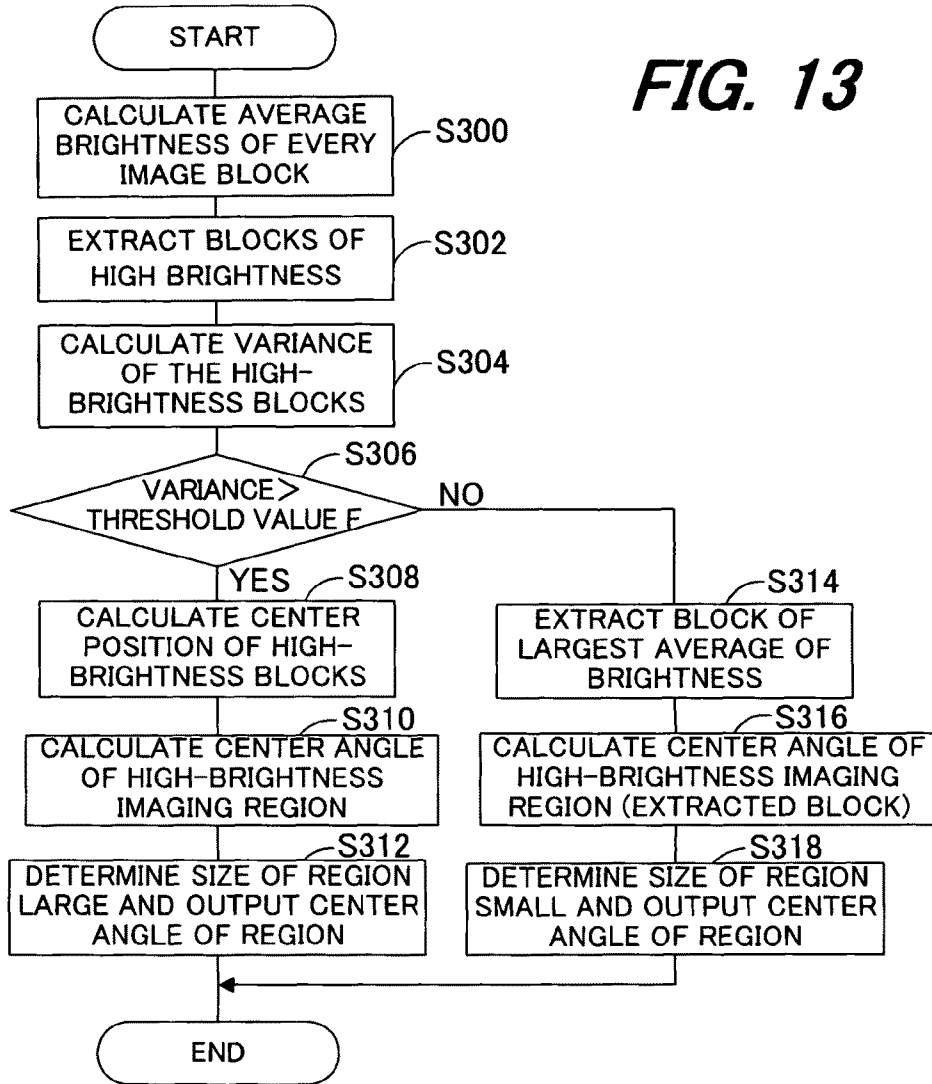 FIG. 13
START
CALCULATE AVERAGE
BRIGHTNESS OF EVERY
IMAGE BLOCK
S300
EXTRACT BLOCKS OF
HIGH BRIGHTNESS
S302
CALCULATE VARIANCE
OF THE HIGH-
BRIGHTNESS BLOCKS
S304
S306
VARIANCE>
THRESHOLD VALUE F
NO
YES
S308
CALCULATE CENTER
POSITION OF HIGH-
BRIGHTNESS BLOCKS
S310
CALCULATE CENTER ANGLE
OF HIGH-BRIGHTNESS
IMAGING REGION
S312
DETERMINE SIZE OF REGION
LARGE AND OUTPUT CENTER
ANGLE OF REGION
S314
EXTRACT BLOCK OF
LARGEST AVERAGE OF
BRIGHTNESS
S316
CALCULATE CENTER ANGLE OF
HIGH-BRIGHTNESS IMAGING
REGION (EXTRACTED BLOCK)
S318
DETERMINE SIZE OF REGION
SMALL AND OUTPUT CENTER
ANGLE OF REGION
END